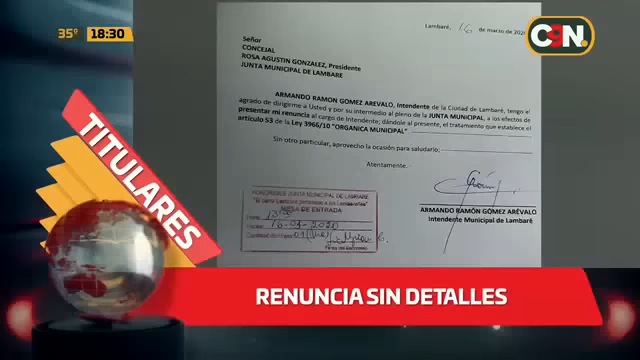 35º 18:30
C9N.
Lambaré, 16 de marzo de 202
Señor
CONCEJAL
ROSA AGUSTIN GONZALEZ, Presidente
JUNTA MUNICIPAL DE LAMBARE
ARMANDO RAMON GOMEZ AREVALO, Intendente de la Ciudad de Lambaré, tengo el
agrado de dirigirme a Usted y por su intermedio al pleno de la JUNTA MUNICIPAL, a los efectos de
presentar mi renuncia al cargo de Intendente; dándole al presente, el tratamiento que establece el
artículo 53 de la Ley 3966/10 "ORGANICA MUNICIPAL"
Sin otro particular, aprovecho la ocasión para saludarlo;
Atentamente.
ARMANDO RAMÓN GÓMEZ ARÉVALO
Intendente Municipal de Lambaré
HONORABLE JUNTA MUNICIPAL DE LAMBARE
MESA DE ENTRADA
TITULARES
RENUNCIA SIN DETALLES